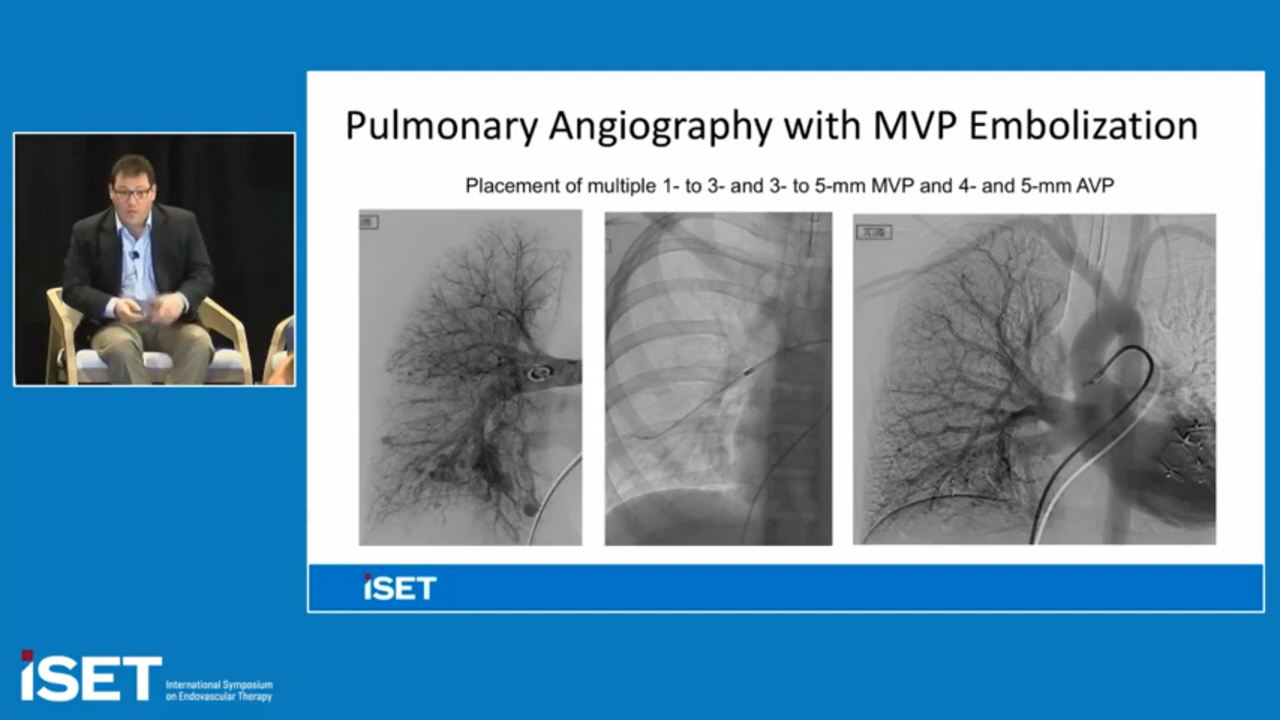 Pulmonary Angiography with MVP Embolization
Placement of multiple 1- to 3- and 3- to 5-mm MVP and 4- and 5-mm AVP
iSET
iSET
International Symposium
on Endovascular Therapy